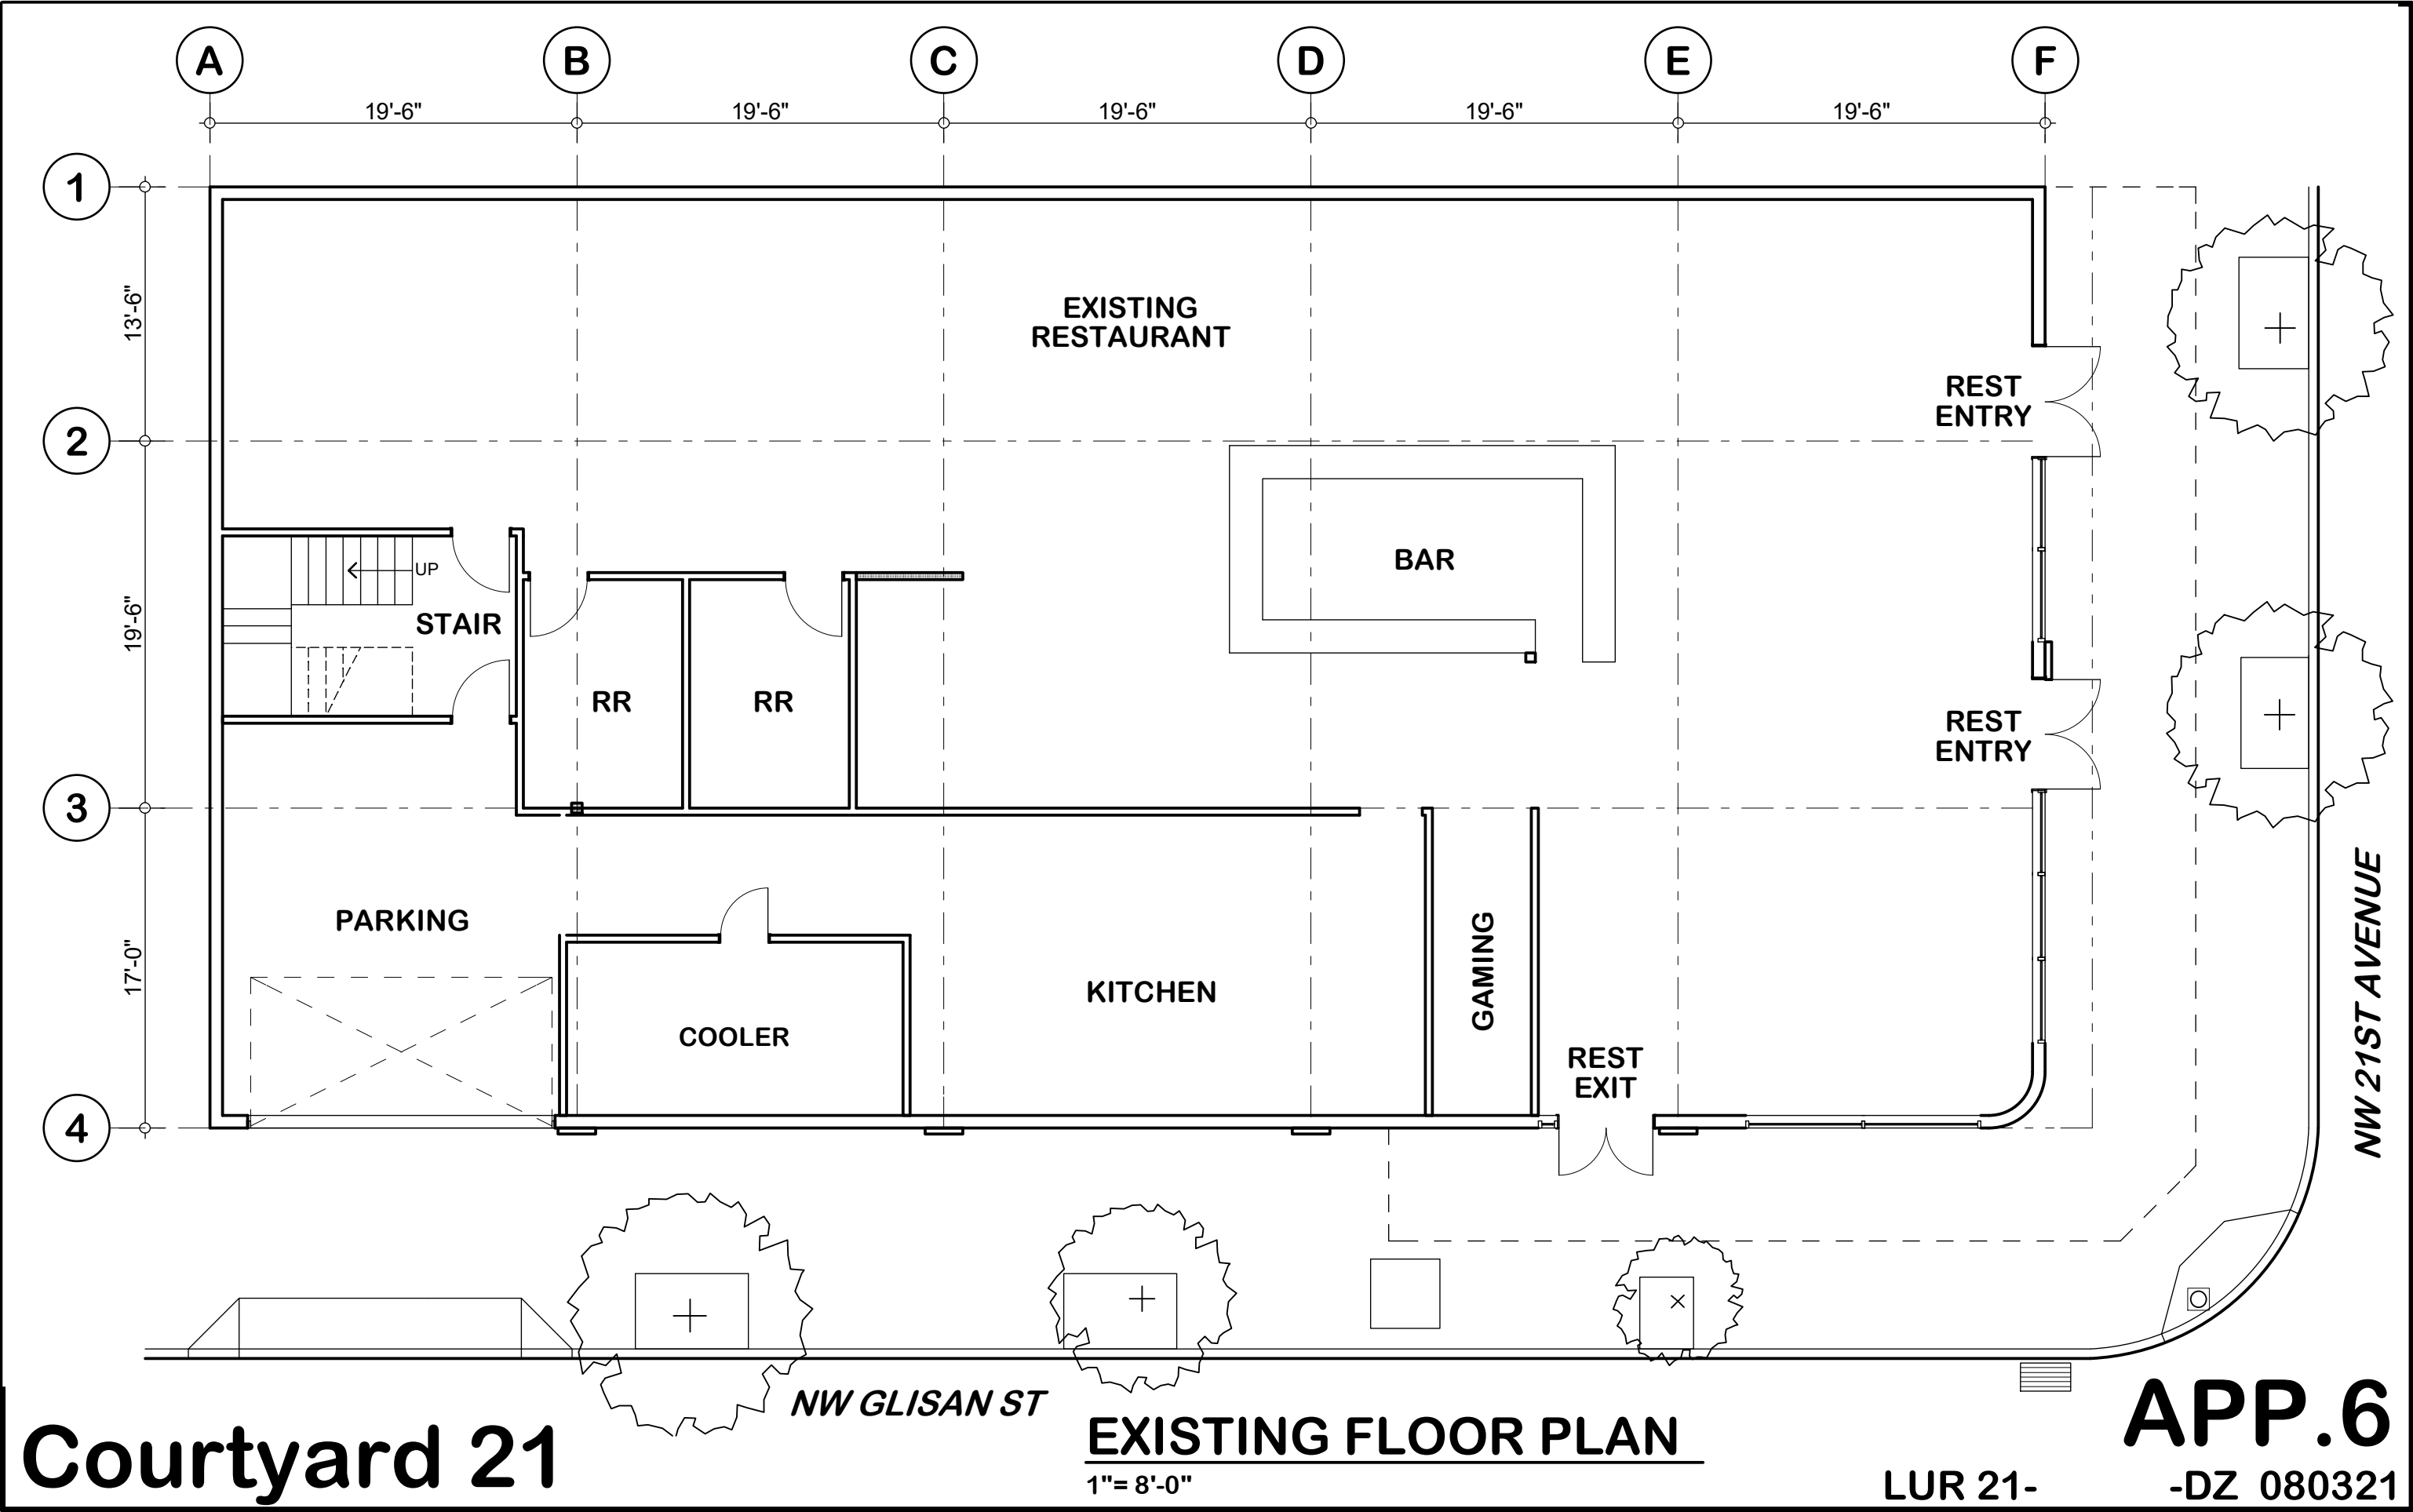 A B C D E F
19'-6" 19'-6" 19'-6" 19'-6" 19'-6"
1
13'-6"
EXISTING
RESTAURANT
REST
ENTRY
2
UP
BAR
STAIR
19'-6"
RR RR
REST
ENTRY
3
PARKING
17'-0"
KITCHEN
GAMING
COOLER
REST
EXIT
NW 21ST AVENUE
4
NW GLISAN ST
Courtyard 21
EXISTING FLOOR PLAN
1"= 8'-0"
APP.6
LUR 21- -DZ 080321